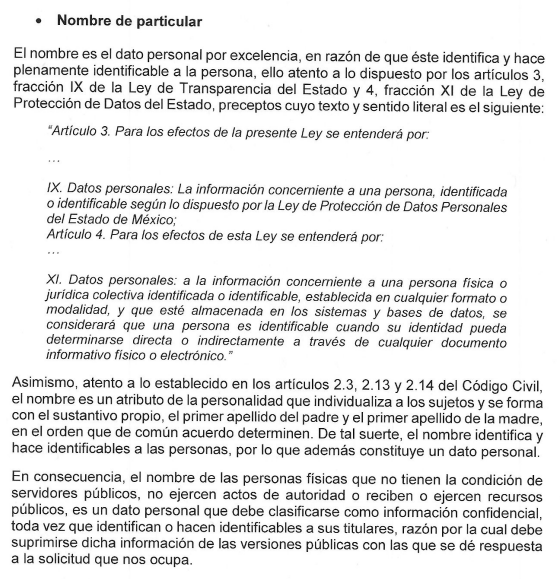 • Nombre de particular
El nombre es el dato personal por excelencia, en razón de que éste identifica y hace
plenamente identificable a la persona, ello atento a lo dispuesto por los artículos 3,
fracción IX de la Ley de Transparencia del Estado y 4, fracción XI de la Ley de
Protección de Datos del Estado, preceptos cuyo texto y sentido literal es el siguiente:
"Artículo 3. Para los efectos de la presente Ley se entenderá por:
...
IX. Datos personales: La información concerniente a una persona, identificada
o identificable según lo dispuesto por la Ley de Protección de Datos Personales
del Estado de México;
Artículo 4. Para los efectos de esta Ley se entenderá por:
...
XI. Datos personales: a la información concerniente a una persona física o
jurídica colectiva identificada o identificable, establecida en cualquier formato o
modalidad, y que esté almacenada en los sistemas y bases de datos, se
considerará que una persona es identificable cuando su identidad pueda
determinarse directa o indirectamente a través de cualquier documento
informativo físico o electrónico."
Asimismo, atento a lo establecido en los artículos 2.3, 2.13 y 2.14 del Código Civil,
el nombre es un atributo de la personalidad que individualiza a los sujetos y se forma
con el sustantivo propio, el primer apellido del padre y el primer apellido de la madre,
en el orden que de común acuerdo determinen. De tal suerte, el nombre identifica y
hace identificables a las personas, por lo que además constituye un dato personal.
En consecuencia, el nombre de las personas físicas que no tienen la condición de
servidores públicos, no ejercen actos de autoridad o reciben o ejercen recursos
públicos, es un dato personal que debe clasificarse como información confidencial,
toda vez que identifican o hacen identificables a sus titulares, razón por la cual debe
suprimirse dicha información de las versiones públicas con las que se dé respuesta
a la solicitud que nos ocupa.